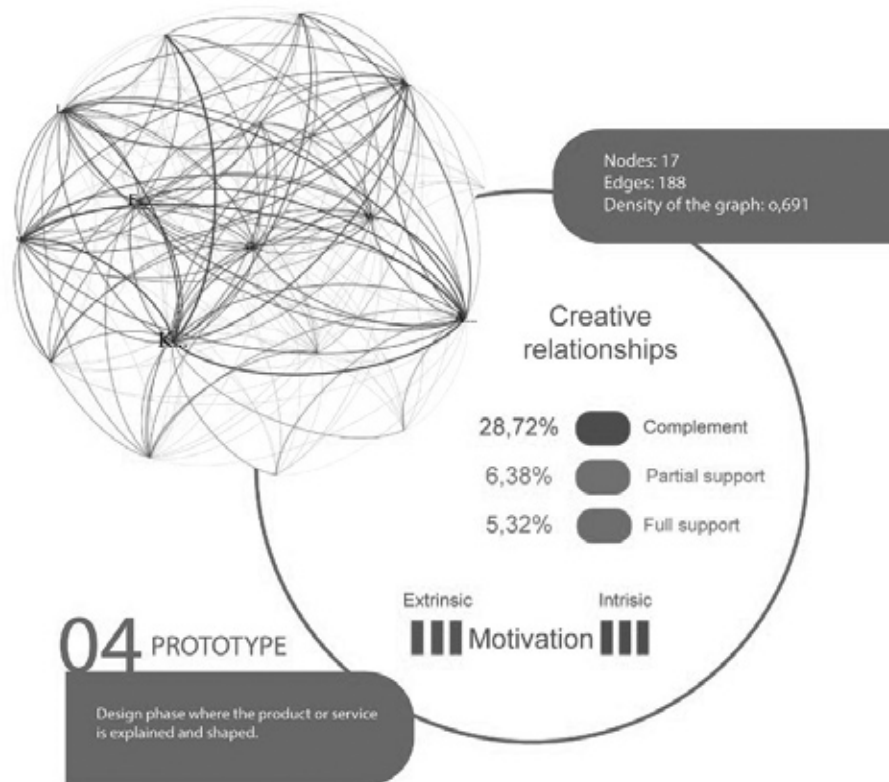 Nodes: 17
Edges: 188
Density of the graph: o,691
Creative
relationships
28,72% Complement
6,38% Partial support
5,32% Full support
Extrinsic Intrisic
Motivation
04 PROTOTYPE
Design phase where the product or service
is explained and shaped.